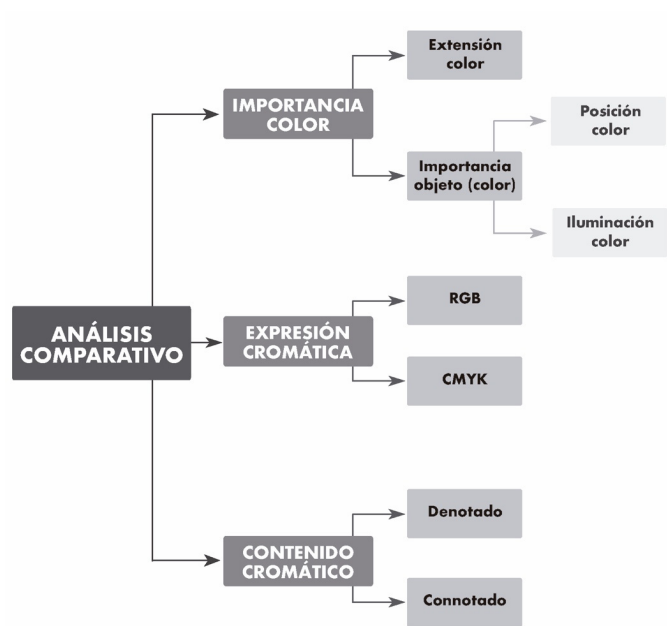 Extensión
color
IMPORTANCIA
COLOR
Posición
color
Importancia
objeto (color)
Iluminación
color
RGB
ANÁLISIS
COMPARATIVO
EXPRESIÓN
CROMÁTICA
CMYK
Denotado
CONTENIDO
CROMÁTICO
Connotado